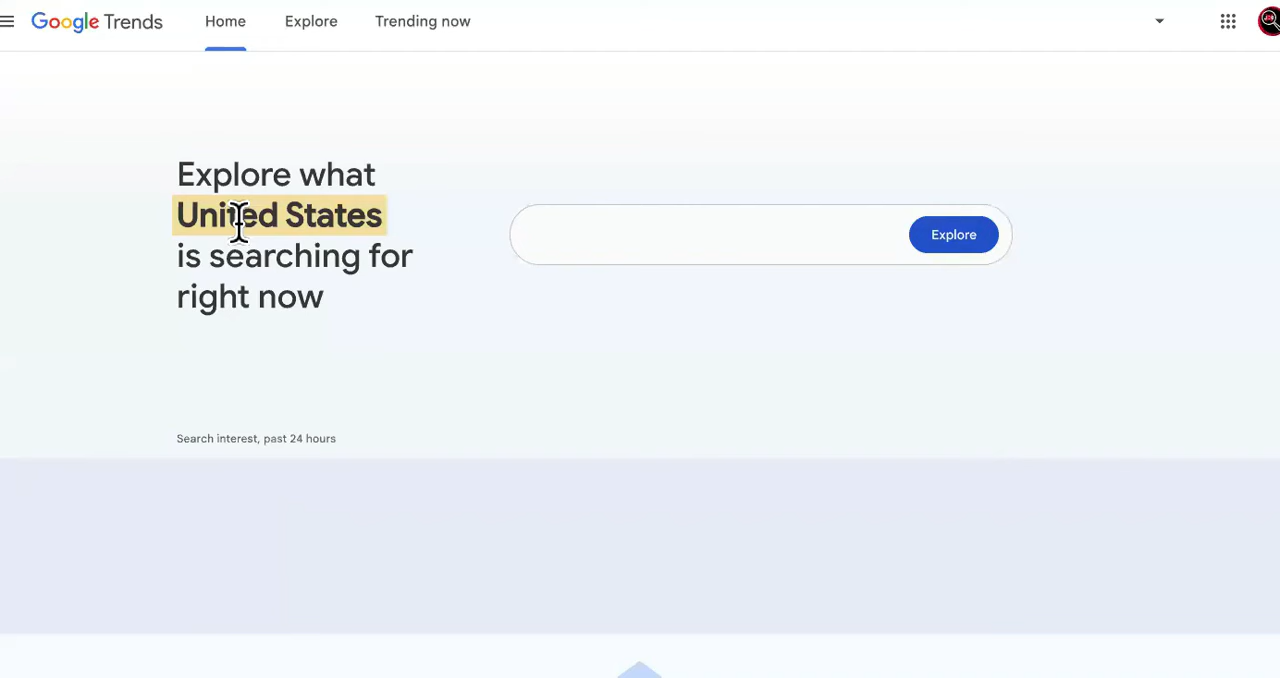 Google Trends
Home
Explore
Trending now
Explore what
United States
is searching for
right now
Explore
Search interest, past 24 hours